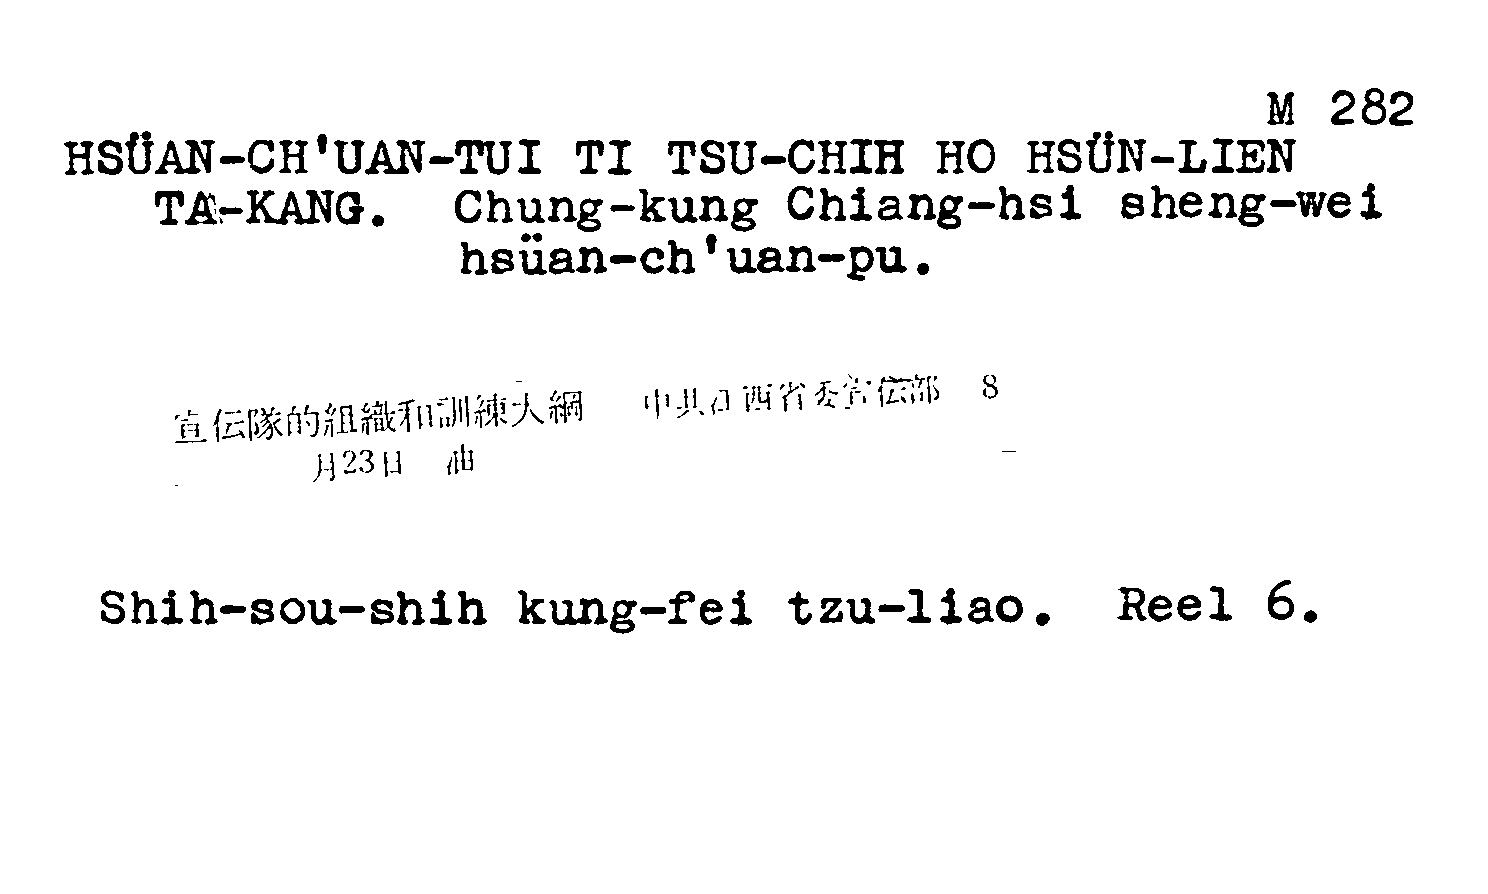 M 282
HSÜAN-CH'UAN-TUI TI TSU-CHIH HO HSÜN-LIEN
TA-KANG. Chung-kung Chiang-hsi sheng-wei
hsüan-ch'uan-pu.
宣伝隊的組織和訓練大綱 中共江西省委宣伝部 8
月23日 油
Shih-sou-shih kung-fei tzu-liao. Reel 6.